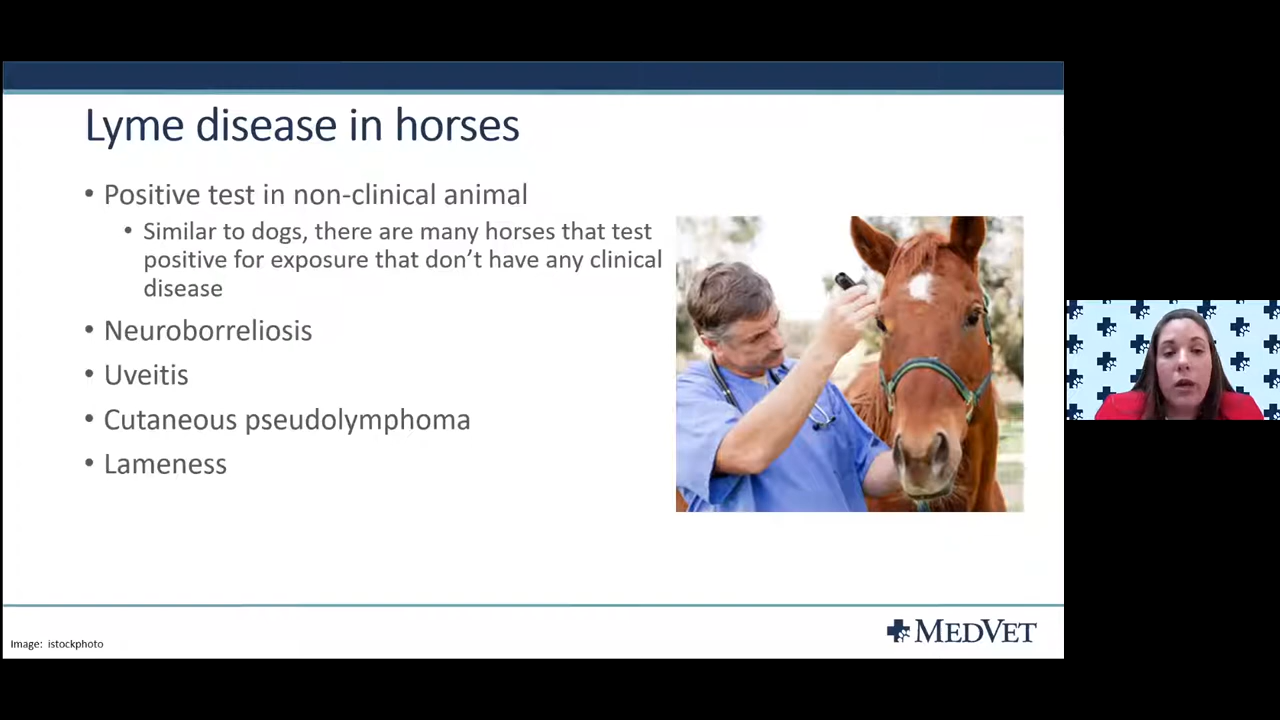 Lyme disease in horses
• Positive test in non-clinical animal
• Similar to dogs, there are many horses that test
positive for exposure that don't have any clinical
disease
• Neuroborreliosis
• Uveitis
• Cutaneous pseudolymphoma
• Lameness
Image: istockphoto
MEDVET